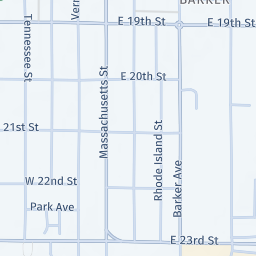 BARKER
E 19th St
E 19th St
Tennessee St
Massachusetts St
E 20th St
21st St
Rhode Island St
Barker Ave
W 22nd St
Park Ave
E 23rd St